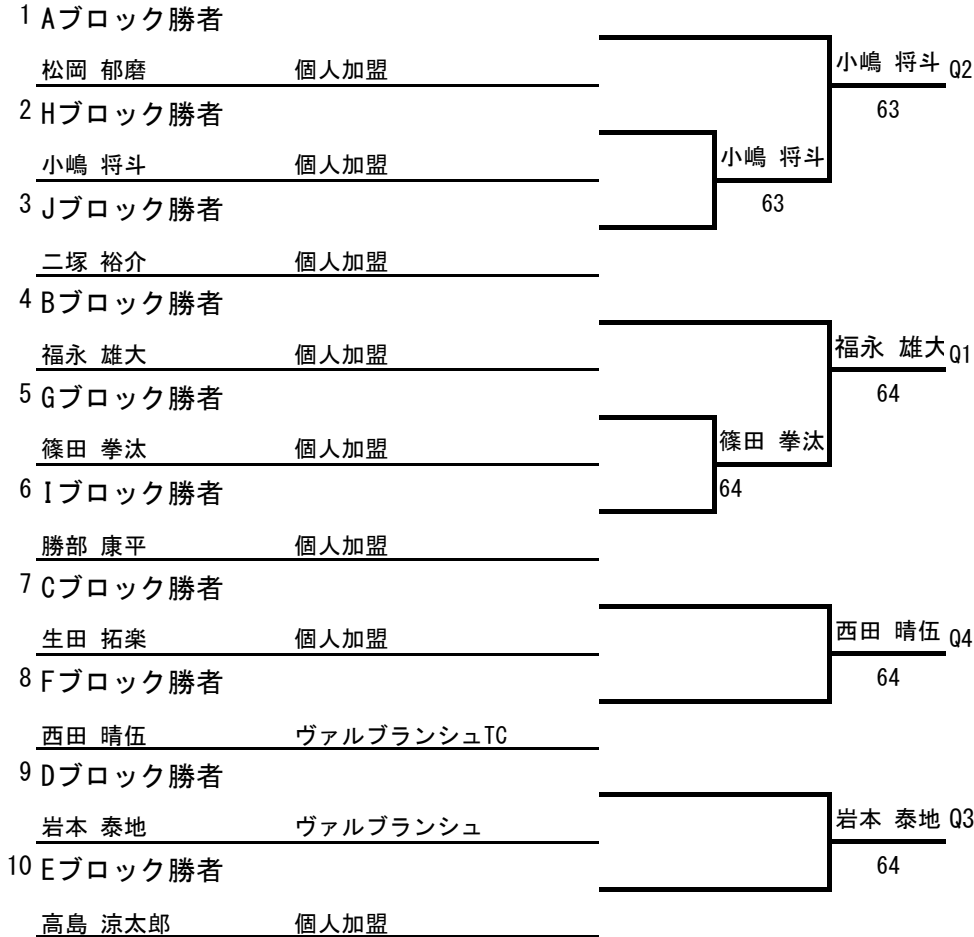 1 Aブロック勝者
松岡 郁磨 個人加盟
小嶋 将斗 Q2
63
2 Hブロック勝者
小嶋 将斗 個人加盟
小嶋 将斗
63
3 Jブロック勝者
二塚 裕介 個人加盟
4 Bブロック勝者
福永 雄大 個人加盟
福永 雄大 Q1
64
5 Gブロック勝者
篠田 拳汰 個人加盟
篠田 拳汰
64
6 Iブロック勝者
勝部 康平 個人加盟
7 Cブロック勝者
生田 拓楽 個人加盟
西田 晴伍 Q4
64
8 Fブロック勝者
西田 晴伍 ヴァルブランシュTC
9 Dブロック勝者
岩本 泰地 ヴァルブランシュ
岩本 泰地 Q3
64
10 Eブロック勝者
高島 涼太郎 個人加盟